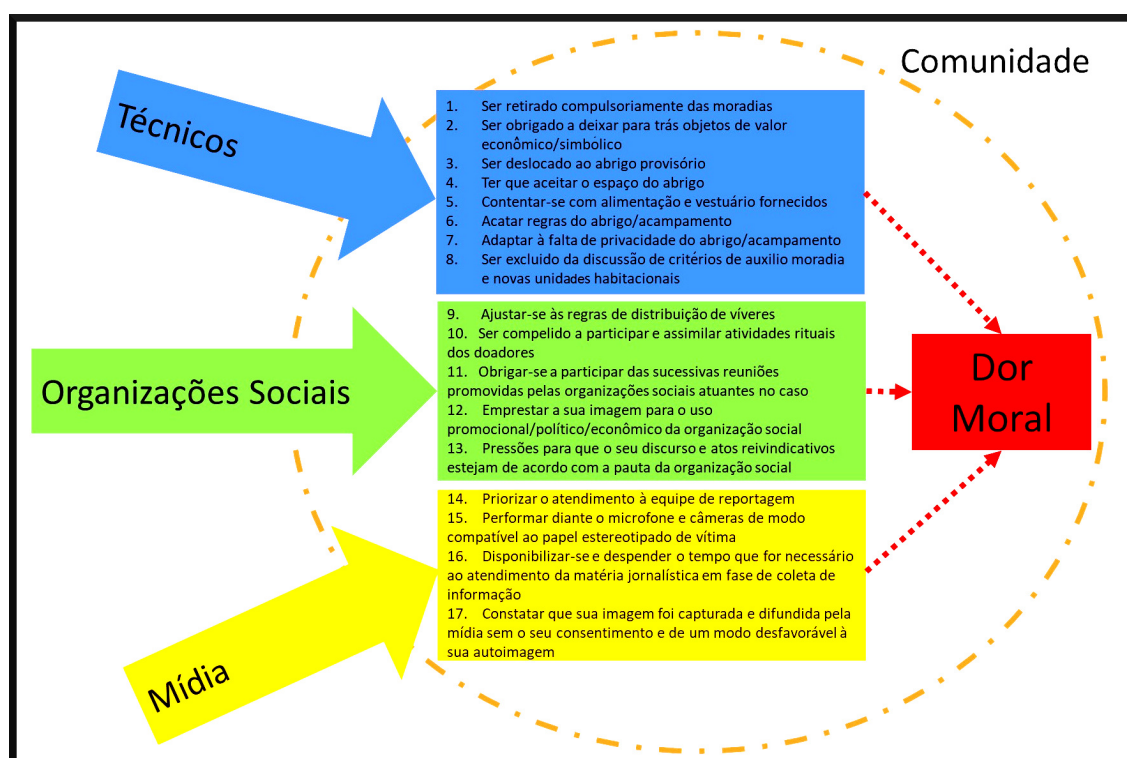 Comunidade
Técnicos
1. Ser retirado compulsoriamente das moradias
2. Ser obrigado a deixar para trás objetos de valor
econômico/simbólico
3. Ser deslocado ao abrigo provisório
4. Ter que aceitar o espaço do abrigo
5. Contentar-se com alimentação e vestuário fornecidos
6. Acatar regras do abrigo/acampamento
7. Adaptar à falta de privacidade do abrigo/acampamento
8. Ser excluido da discussão de critérios de auxilio moradia
e novas unidades habitacionais
Organizações Sociais
9. Ajustar-se às regras de distribuição de víveres
10. Ser compelido a participar e assimilar atividades rituais
dos doadores
11. Obrigar-se a participar das sucessivas reuniões
promovidas pelas organizações sociais atuantes no caso
12. Emprestar a sua imagem para o uso
promocional/político/econômico da organização social
13. Pressões para que o seu discurso e atos reivindicativos
estejam de acordo com a pauta da organização social
Mídia
14. Priorizar o atendimento à equipe de reportagem
15. Performar diante o microfone e câmeras de modo
compatível ao papel estereotipado de vítima
16. Disponibilizar-se e despender o tempo que for necessário
ao atendimento da matéria jornalística em fase de coleta de
informação
17. Constatar que sua imagem foi capturada e difundida pela
mídia sem o seu consentimento e de um modo desfavorável à
sua autoimagem
Dor
Moral